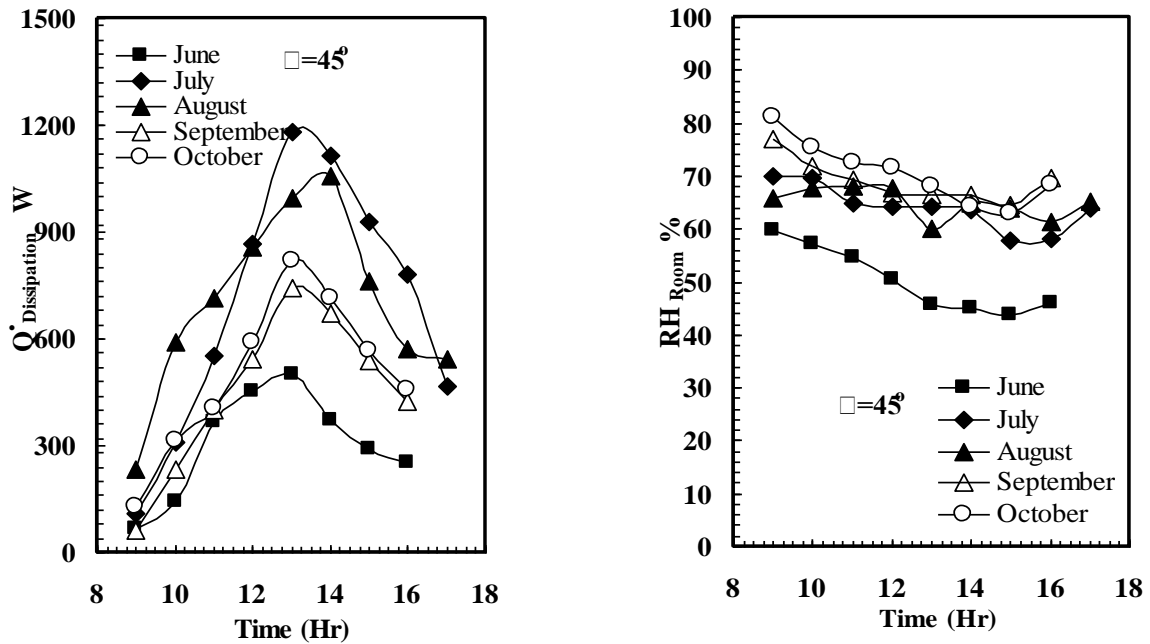 1500
1200
900
600
300
0
Q̇ Dissipation W
June
July
August
September
October
□=45º
8 10 12 14 16 18
Time (Hr)
100
90
80
70
60
50
40
30
20
10
0
RH Room %
□=45º
June
July
August
September
October
8 10 12 14 16 18
Time (Hr)